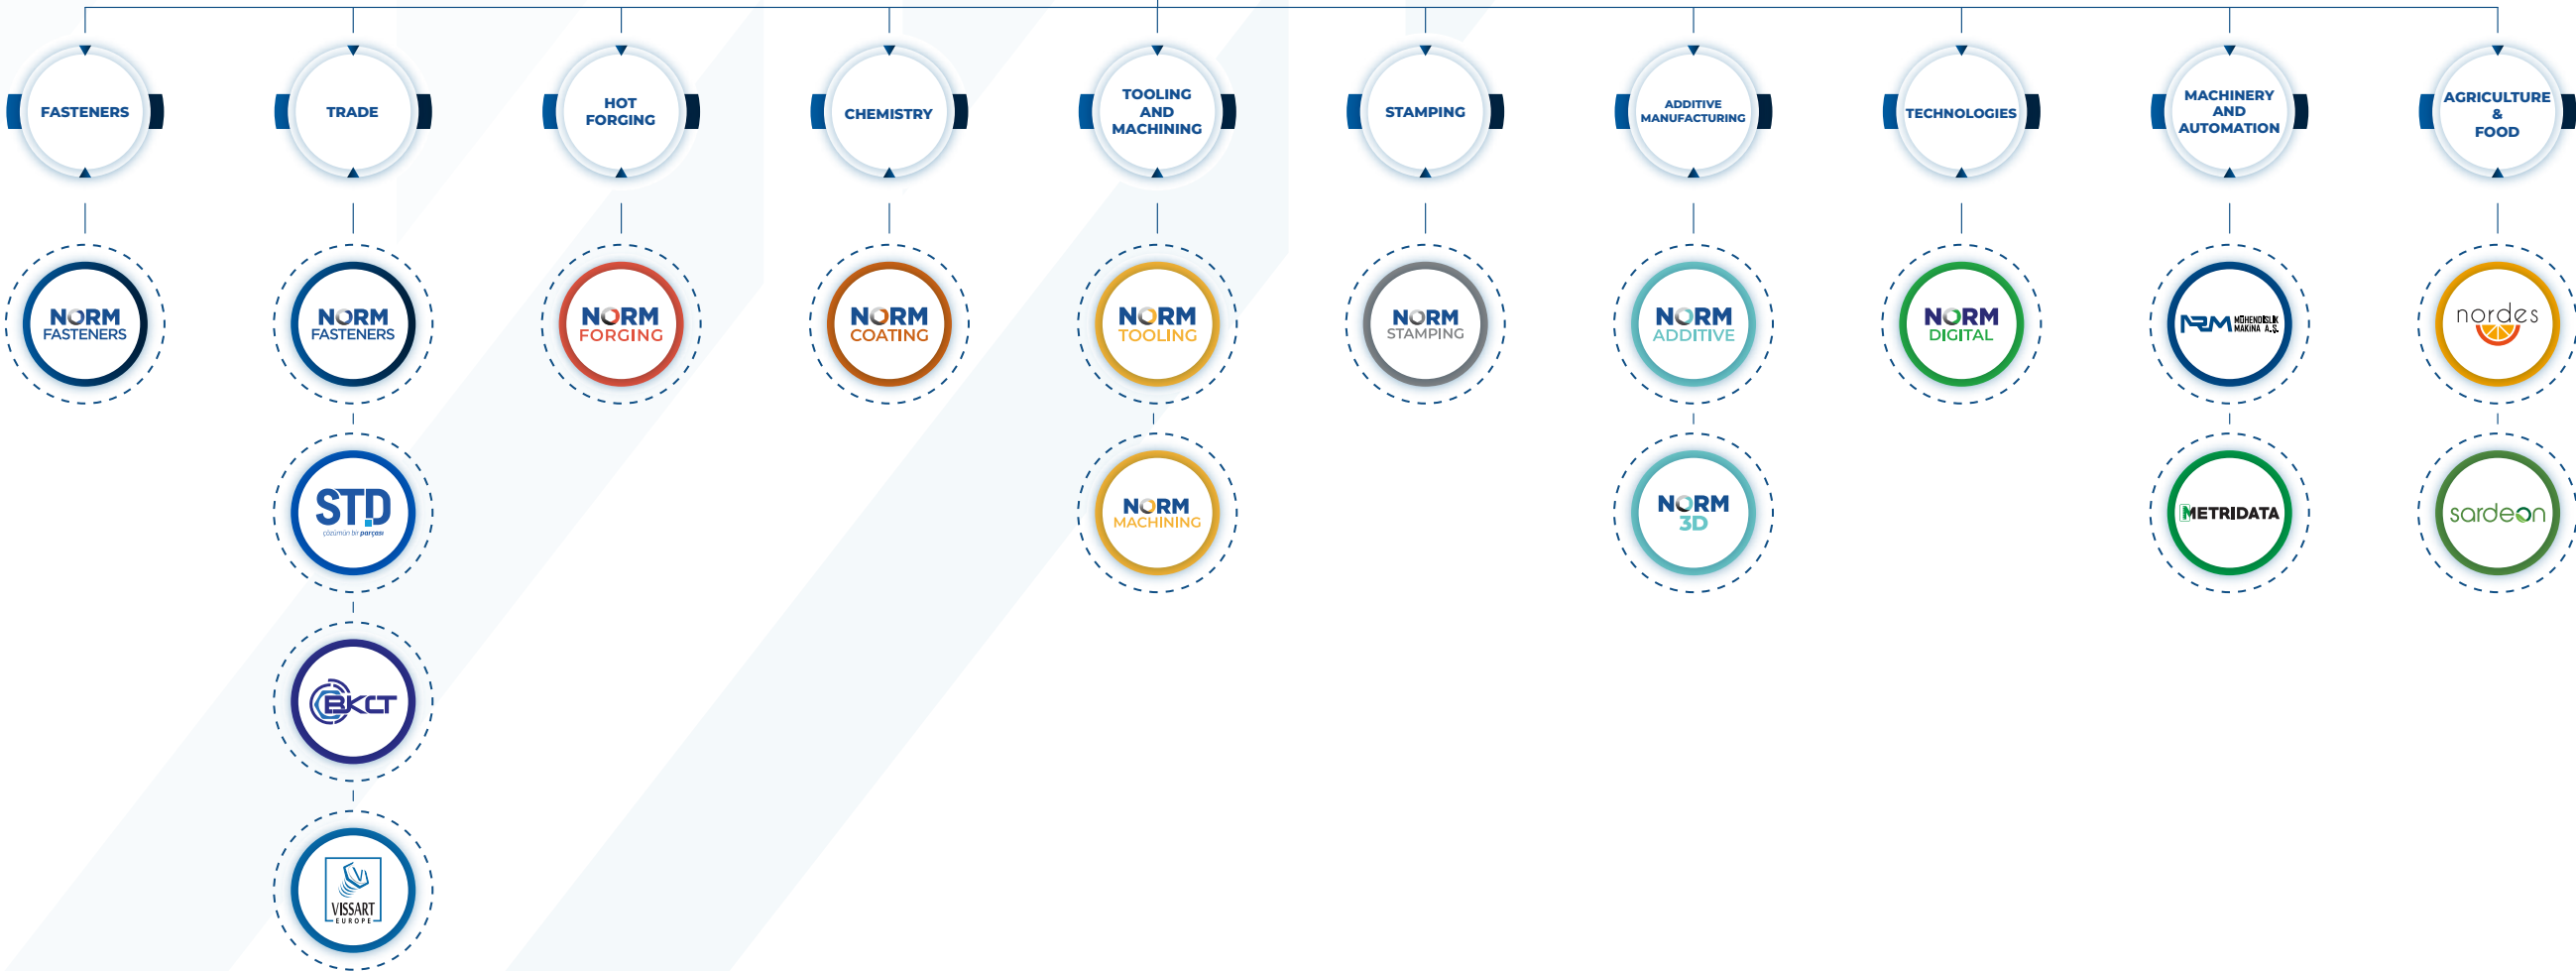 FASTENERS
TRADE
HOT
FORGING
CHEMISTRY
TOOLING
AND
MACHINING
STAMPING
ADDITIVE
MANUFACTURING
TECHNOLOGIES
MACHINERY
AND
AUTOMATION
AGRICULTURE
&
FOOD
NORM
FASTENERS
NORM
FASTENERS
NORM
FORGING
NORM
COATING
NORM
TOOLING
NORM
STAMPING
NORM
ADDITIVE
NORM
DIGITAL
NRM MÜHENDİSLİK
MAKINA A.Ş.
nordes
STD
çözümün bir parçası
NORM
MACHINING
NORM
3D
METRIDATA
sardeon
BKCT
VISSART
EUROPE